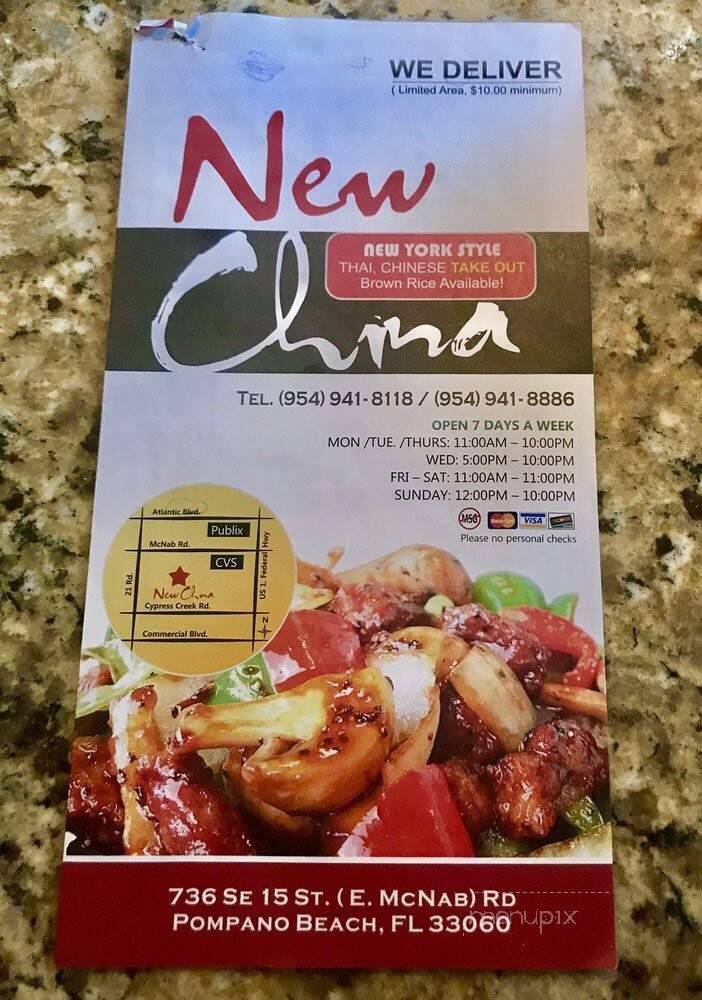 WE DELIVER
( Limited Area, $10.00 minimum)
New
China
NEW YORK STYLE
THAI, CHINESE TAKE OUT
Brown Rice Available!
TEL. (954) 941-8118 / (954) 941-8886
OPEN 7 DAYS A WEEK
MON /TUE. /THURS: 11:00AM – 10:00PM
WED: 5:00PM – 10:00PM
FRI – SAT: 11:00AM – 11:00PM
SUNDAY: 12:00PM – 10:00PM
MSG MasterCard VISA DISCOVER
Please no personal checks
Atlantic Blvd.
Publix
McNab Rd.
CVS
21 Rd.
US 1. Federal Hwy
New China
Cypress Creek Rd.
N
Commercial Blvd.
736 SE 15 ST. ( E. MCNAB) RD
POMPANO BEACH, FL 33060
menupix